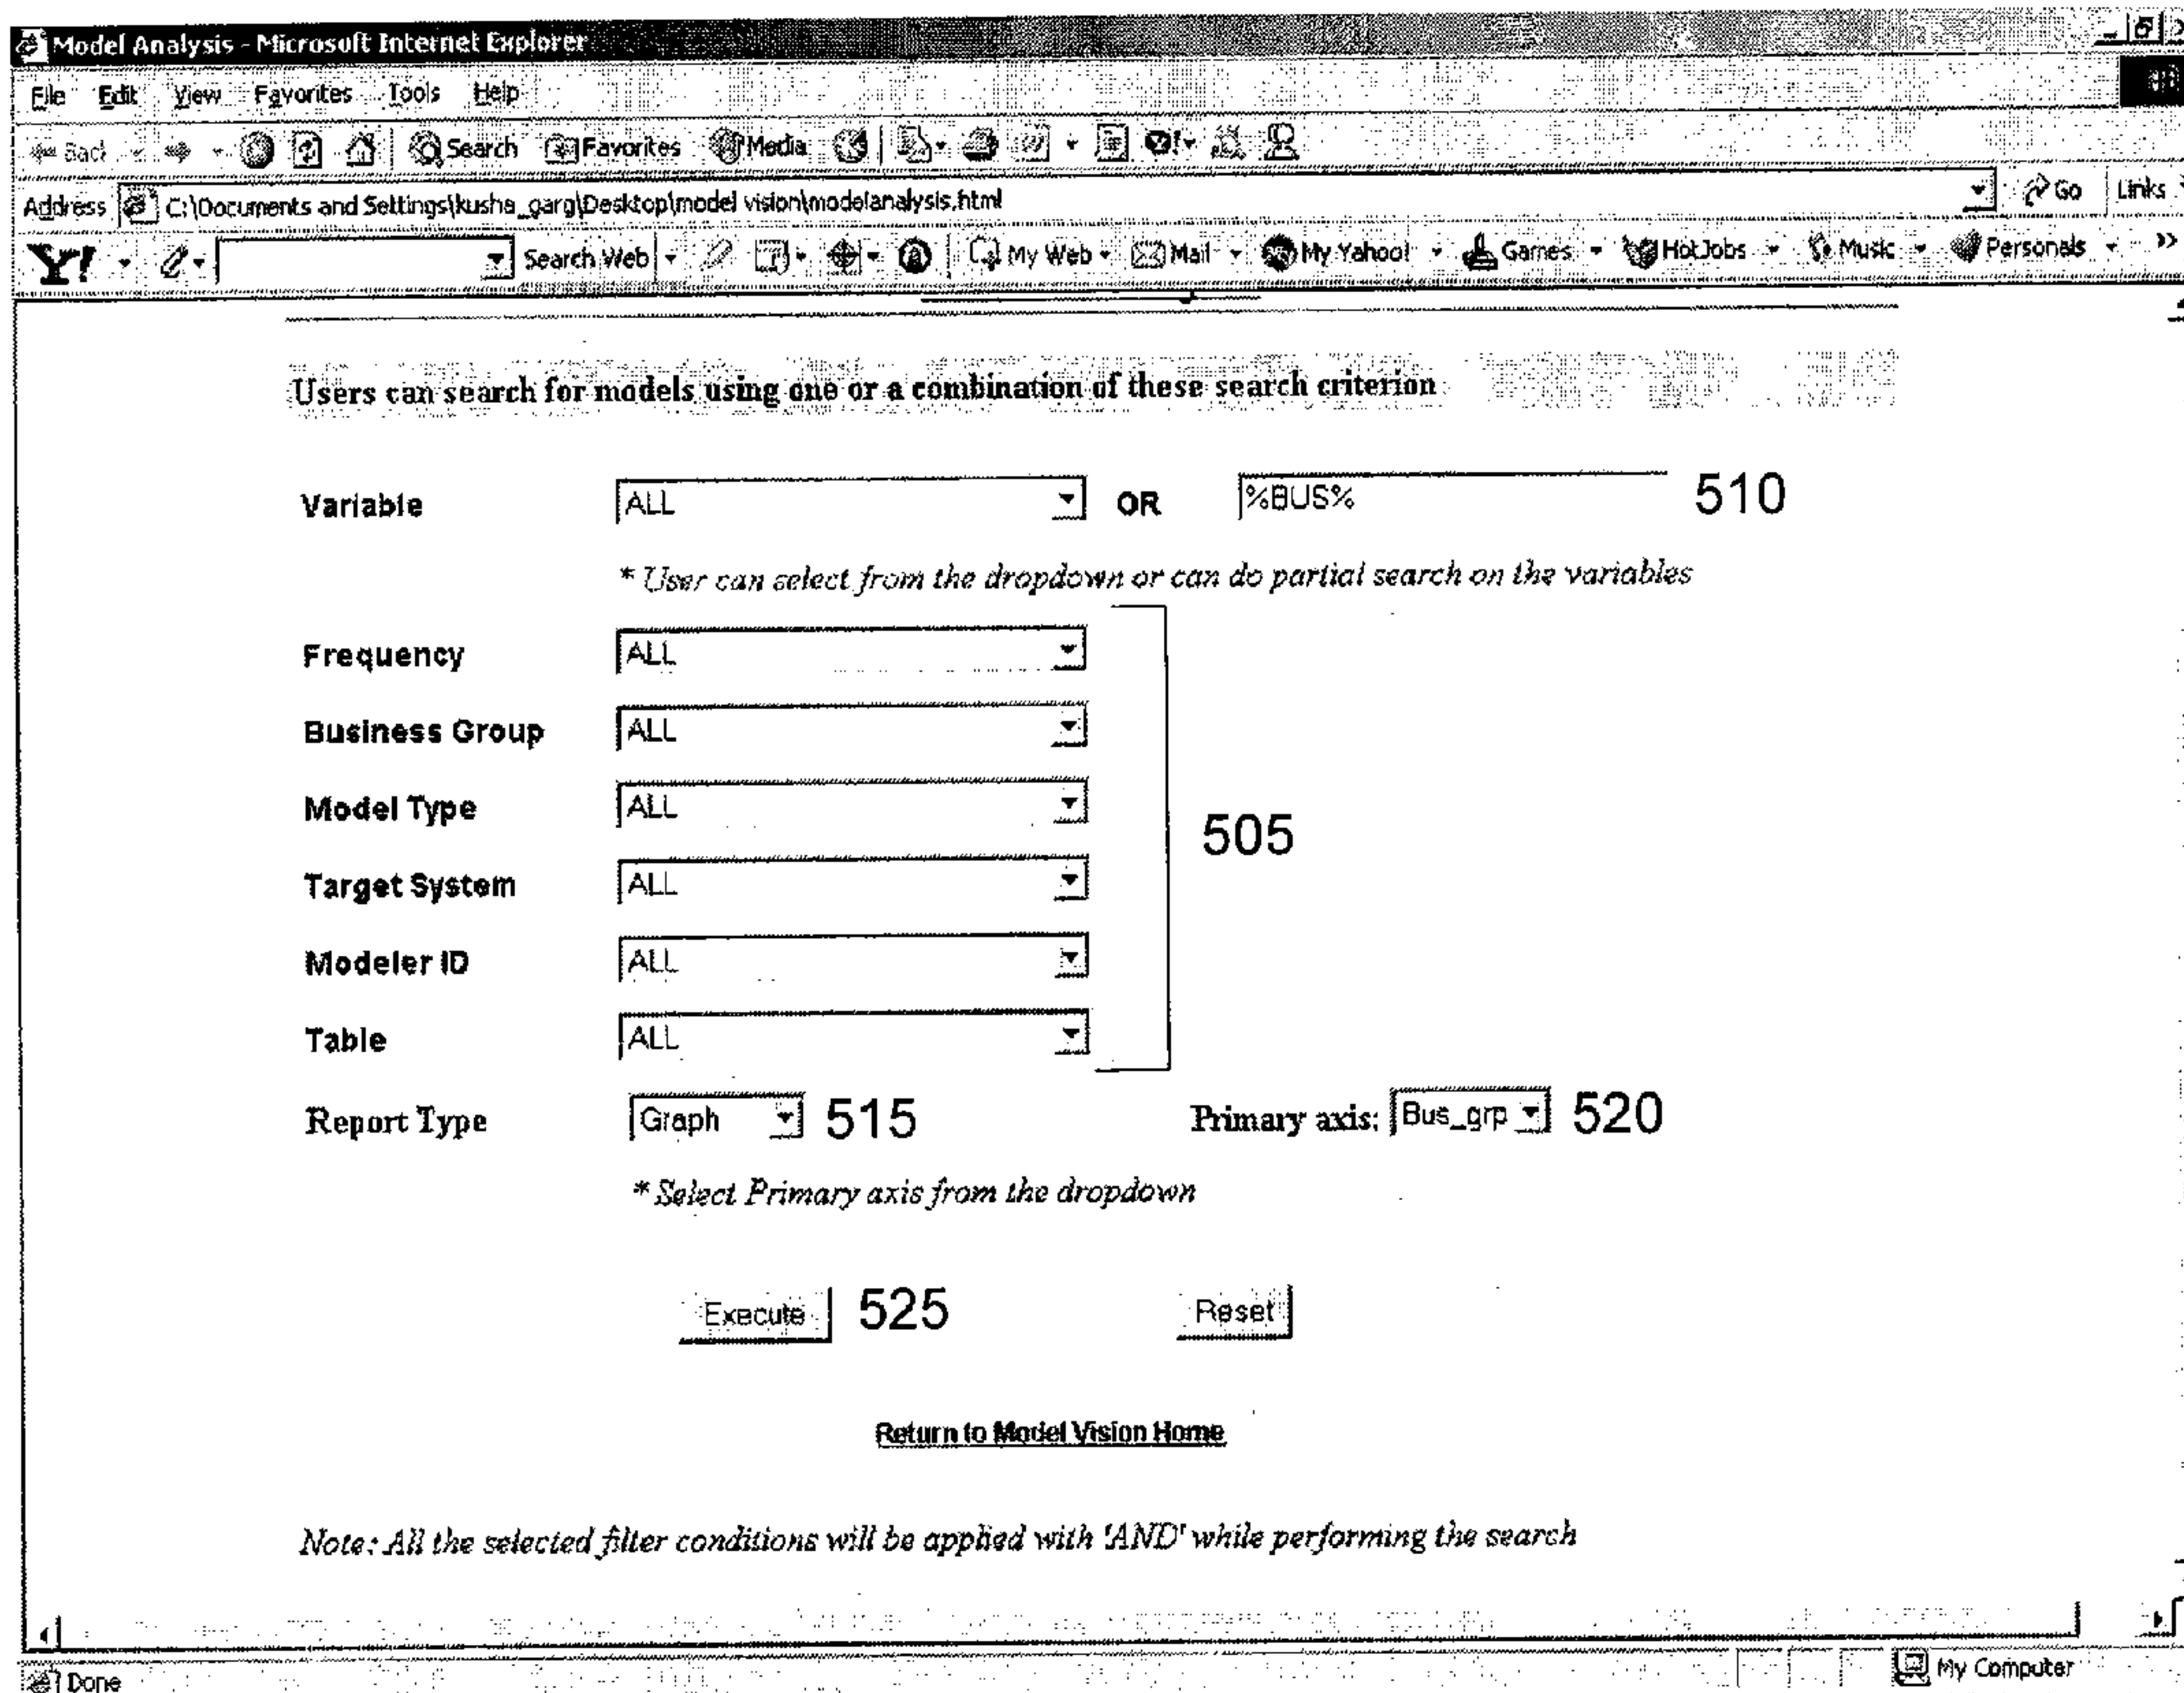 Model Analysis - Microsoft Internet Explorer
File Edit View Favorites Tools Help
Back Search Favorites Media
Address C:\Documents and Settings\kusha_garg\Desktop\model vision\modelanalysis.html Go Links
Y! Search Web My Web Mail My Yahoo! Games HotJobs Music Personals »
Users can search for models using one or a combination of these search criterion
Variable ALL OR %BUS% 510
* User can select from the dropdown or can do partial search on the variables
Frequency ALL
Business Group ALL
Model Type ALL
505
Target System ALL
Modeler ID ALL
Table ALL
Report Type Graph 515 Primary axis: Bus_grp 520
* Select Primary axis from the dropdown
Execute 525 Reset
Return to Model Vision Home
Note: All the selected filter conditions will be applied with 'AND' while performing the search
Done My Computer